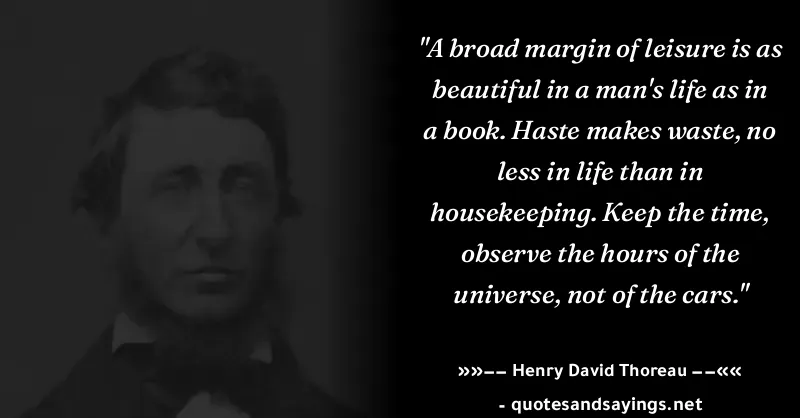 "A broad margin of leisure is as
beautiful in a man's life as in
a book. Haste makes waste, no
less in life than in
housekeeping. Keep the time,
observe the hours of the
universe, not of the cars."
»»–– Henry David Thoreau ––««
- quotesandsayings.net